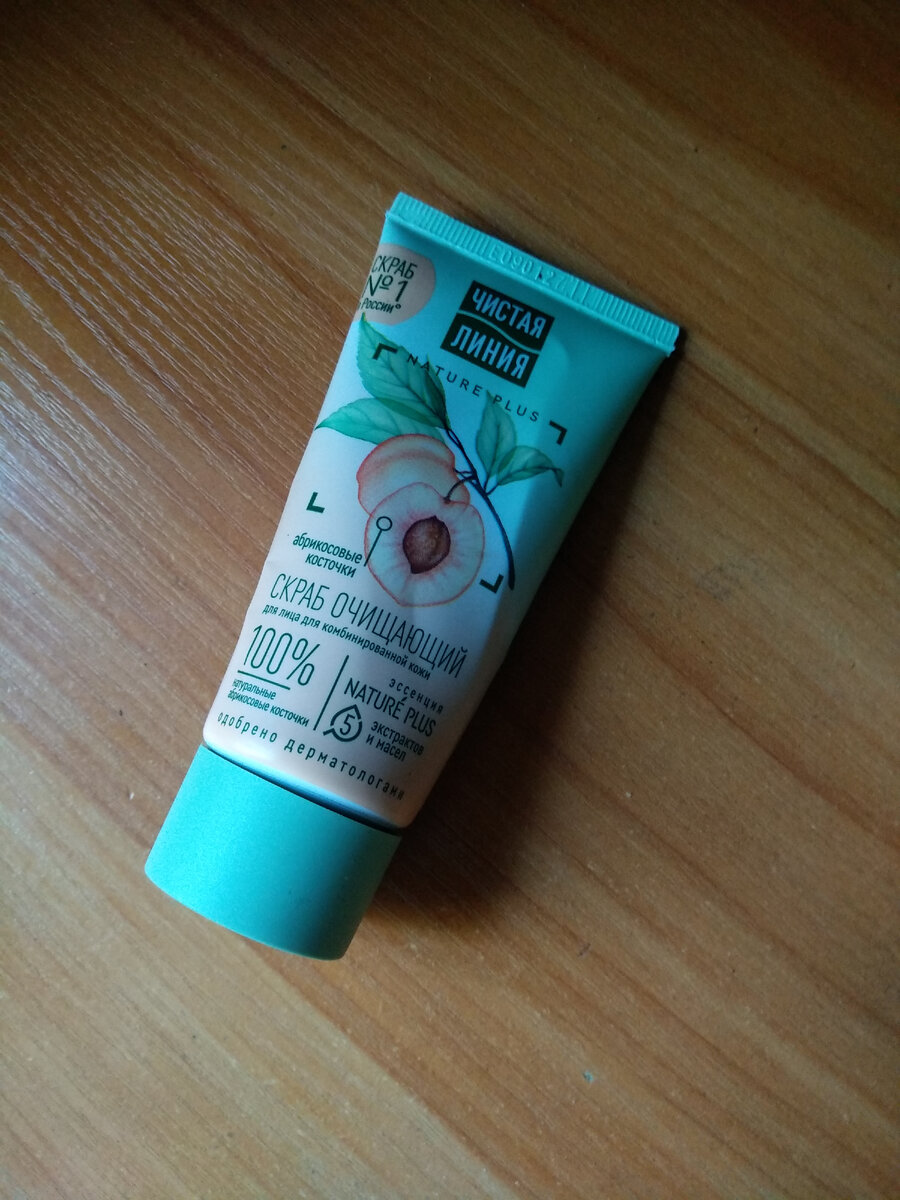 СКРАБ
№1
России®
ЧИСТАЯ
ЛИНИЯ
NATURE PLUS
абрикосовые
косточки
СКРАБ ОЧИЩАЮЩИЙ
для лица для комбинированной кожи
100%
натуральные
абрикосовые косточки
эссенция
NATURÉ PLUS
5
экстрактов
и масел
одобрено дерматологами